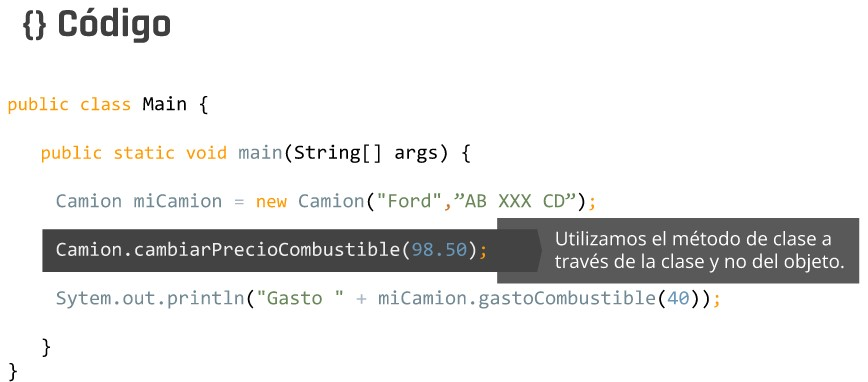 {} Código
public class Main {
public static void main(String[] args) {
Camion miCamion = new Camion("Ford",”AB XXX CD”);
Camion.cambiarPrecioCombustible(98.50);
Utilizamos el método de clase a
través de la clase y no del objeto.
Sytem.out.println("Gasto " + miCamion.gastoCombustible(40));
}
}